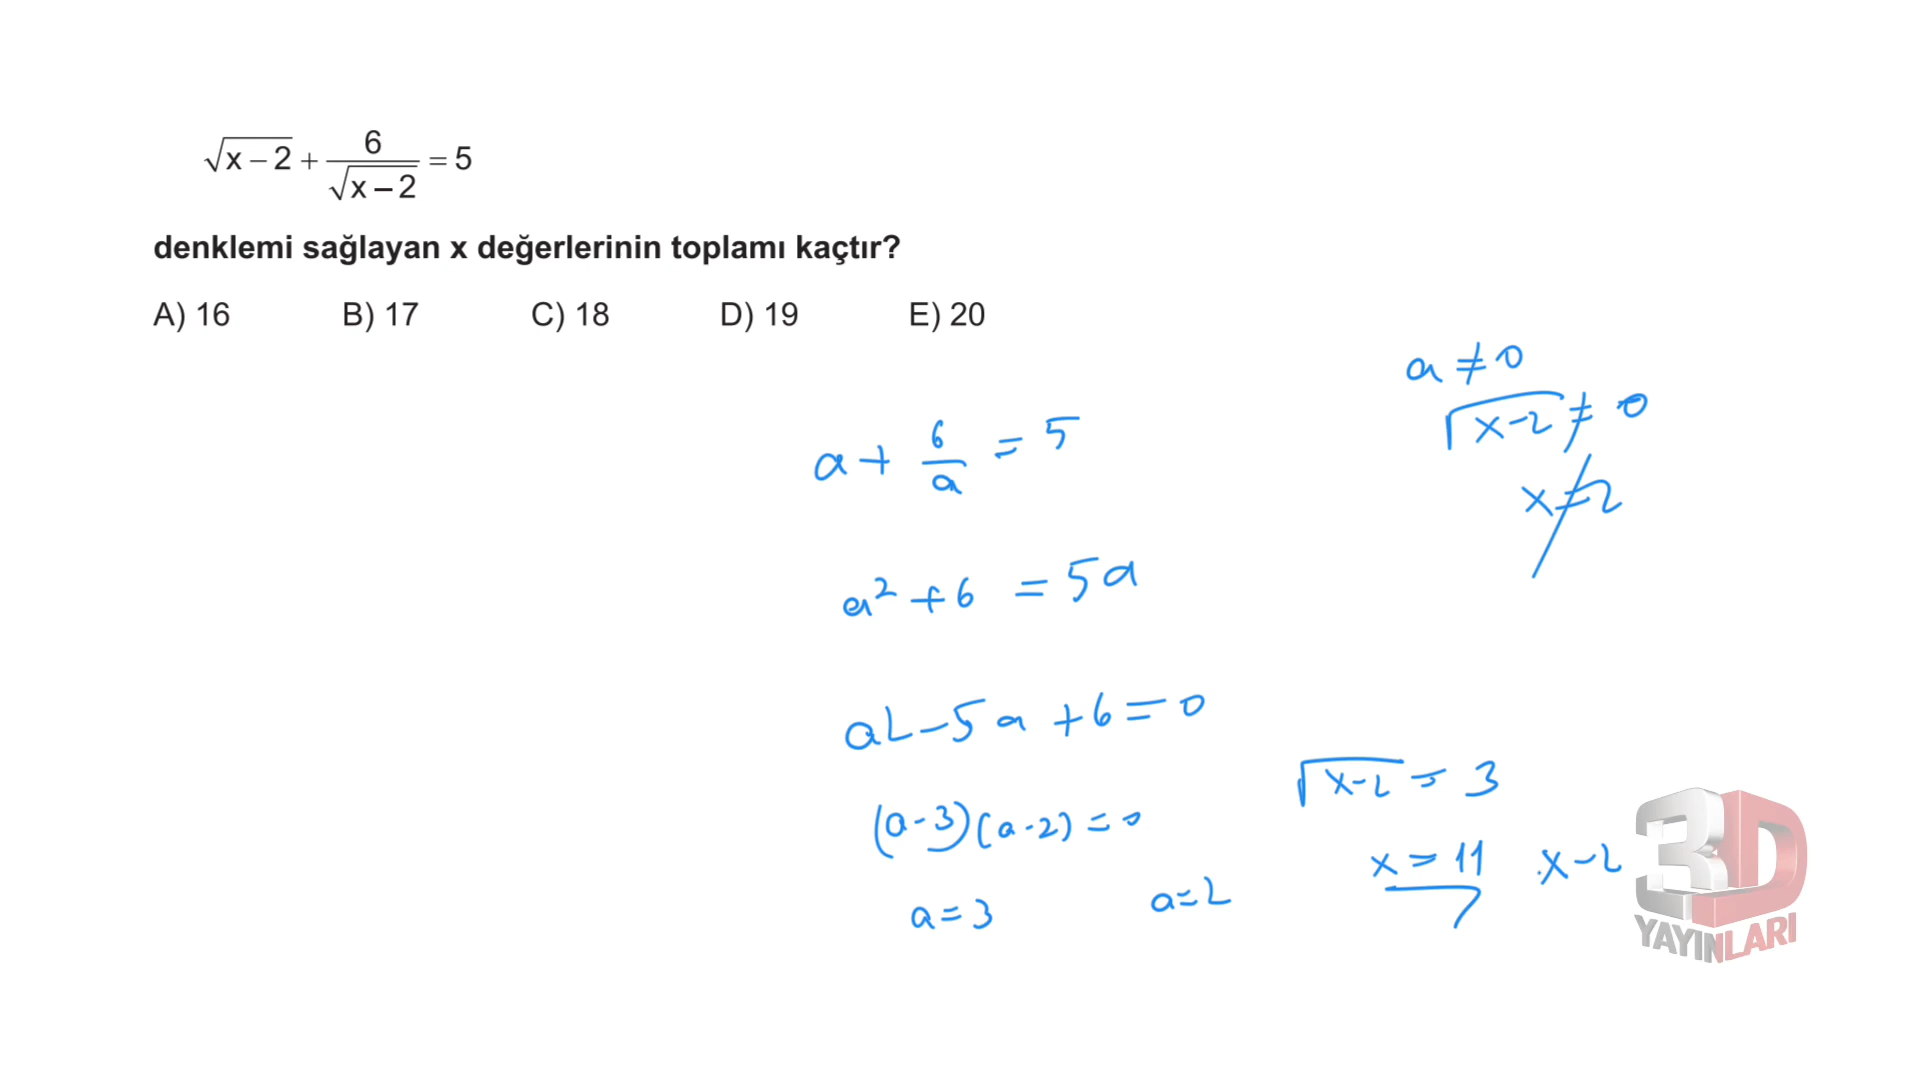 √x – 2 + 6/√x – 2 = 5
denklemi sağlayan x değerlerinin toplamı kaçtır?
A) 16 B) 17 C) 18 D) 19 E) 20
a ≠ 0
√x-2 ≠ 0
x ≠ 2
a + 6/a = 5
a² + 6 = 5a
a² - 5a + 6 = 0
(a-3)(a-2) = 0
a = 3 a = 2
√x-2 = 3
x = 11 x-2
3D
YAYINLARI